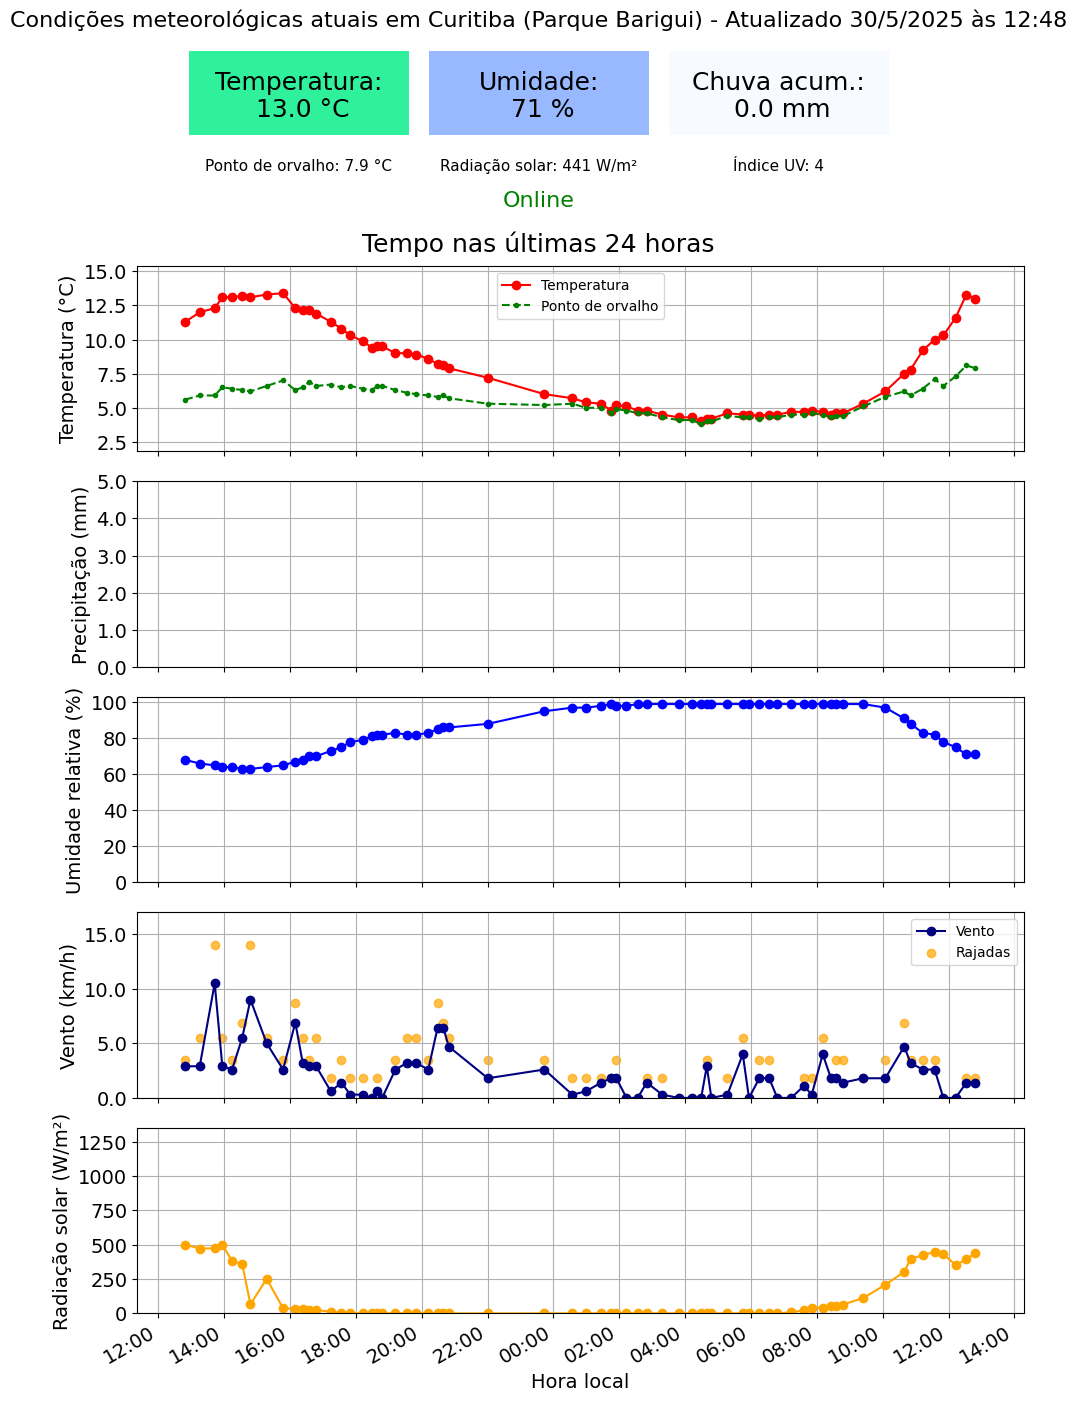 Condições meteorológicas atuais em Curitiba (Parque Barigui) - Atualizado 30/5/2025 às 12:48
Temperatura:
13.0 °C
Umidade:
71 %
Chuva acum.:
0.0 mm
Ponto de orvalho: 7.9 °C
Radiação solar: 441 W/m²
Índice UV: 4
Online
Tempo nas últimas 24 horas
Temperatura (°C)
15.0
12.5
10.0
7.5
5.0
2.5
Temperatura
Ponto de orvalho
Precipitação (mm)
5.0
4.0
3.0
2.0
1.0
0.0
Umidade relativa (%)
100
80
60
40
20
0
Vento (km/h)
15.0
10.0
5.0
0.0
Vento
Rajadas
Radiação solar (W/m²)
1250
1000
750
500
250
0
12:00
14:00
16:00
18:00
20:00
22:00
00:00
02:00
04:00
06:00
08:00
10:00
12:00
14:00
Hora local